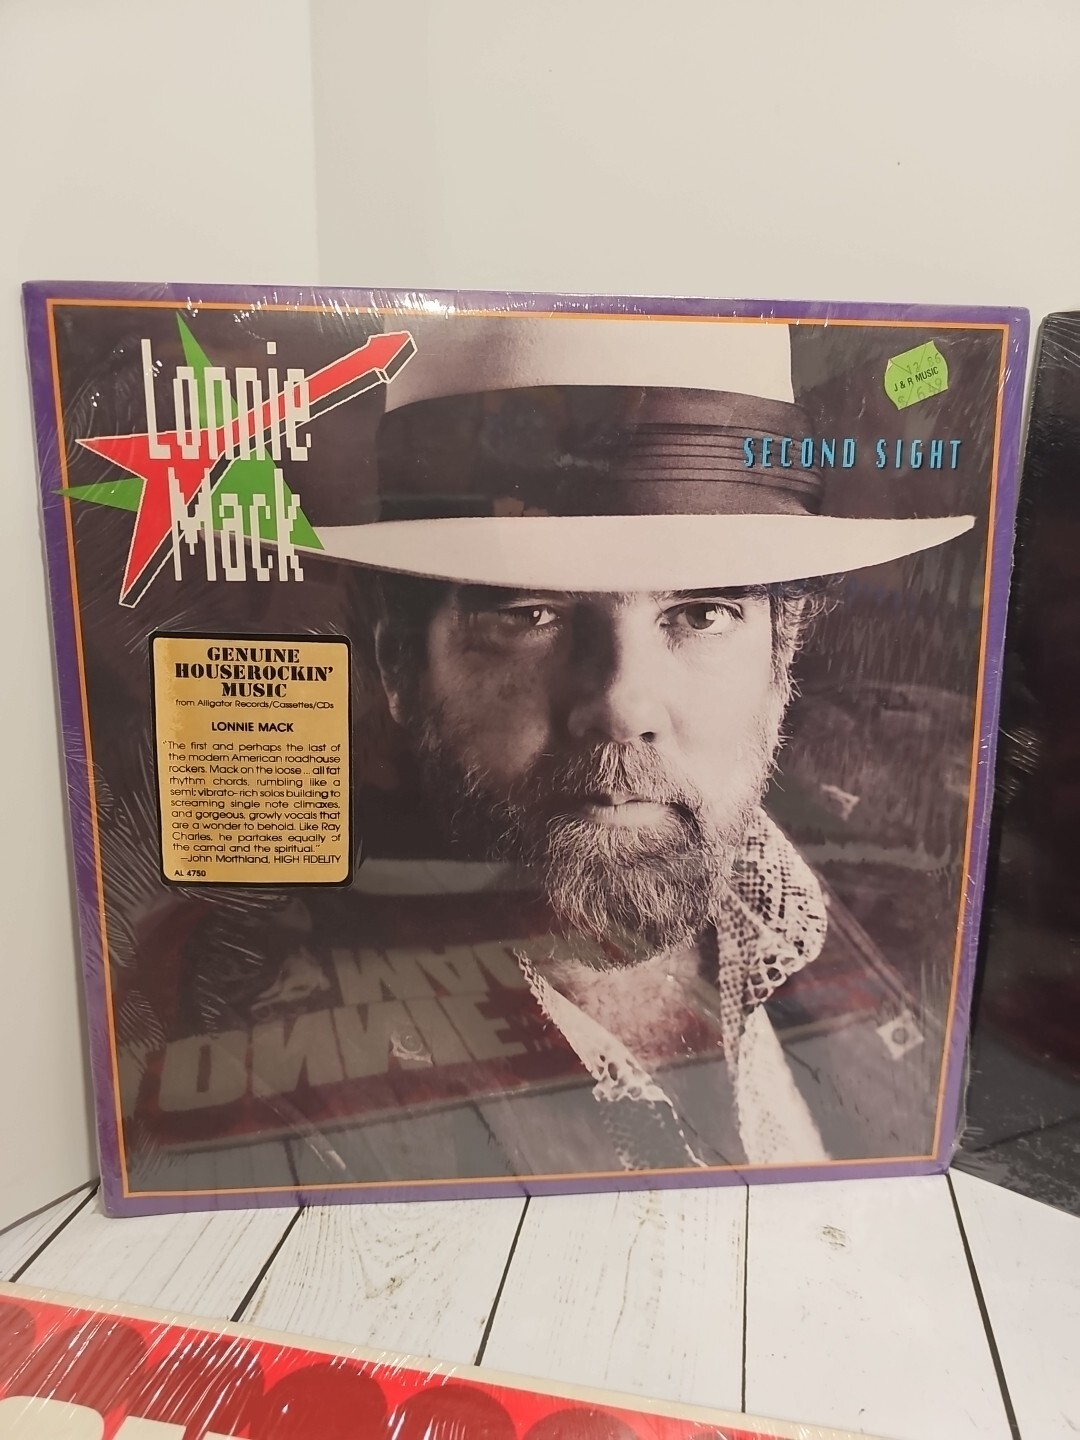 Lonnie
Mack
12 86
J & R MUSIC
SECOND SIGHT
GENUINE
HOUSEROCKIN'
MUSIC
from Alligator Records/Cassettes/CDs
LONNIE MACK
"The first and perhaps the last of
the modern American roadhouse
rockers. Mack on the loose ... all fat
rhythm chords, rumbling like a
semi; vibrato-rich solos building to
screaming single note climaxes,
and gorgeous, growly vocals that
are a wonder to behold. Like Ray
Charles, he partakes equally of
the carnal and the spiritual."
—John Morthland, HIGH FIDELITY
AL 4750